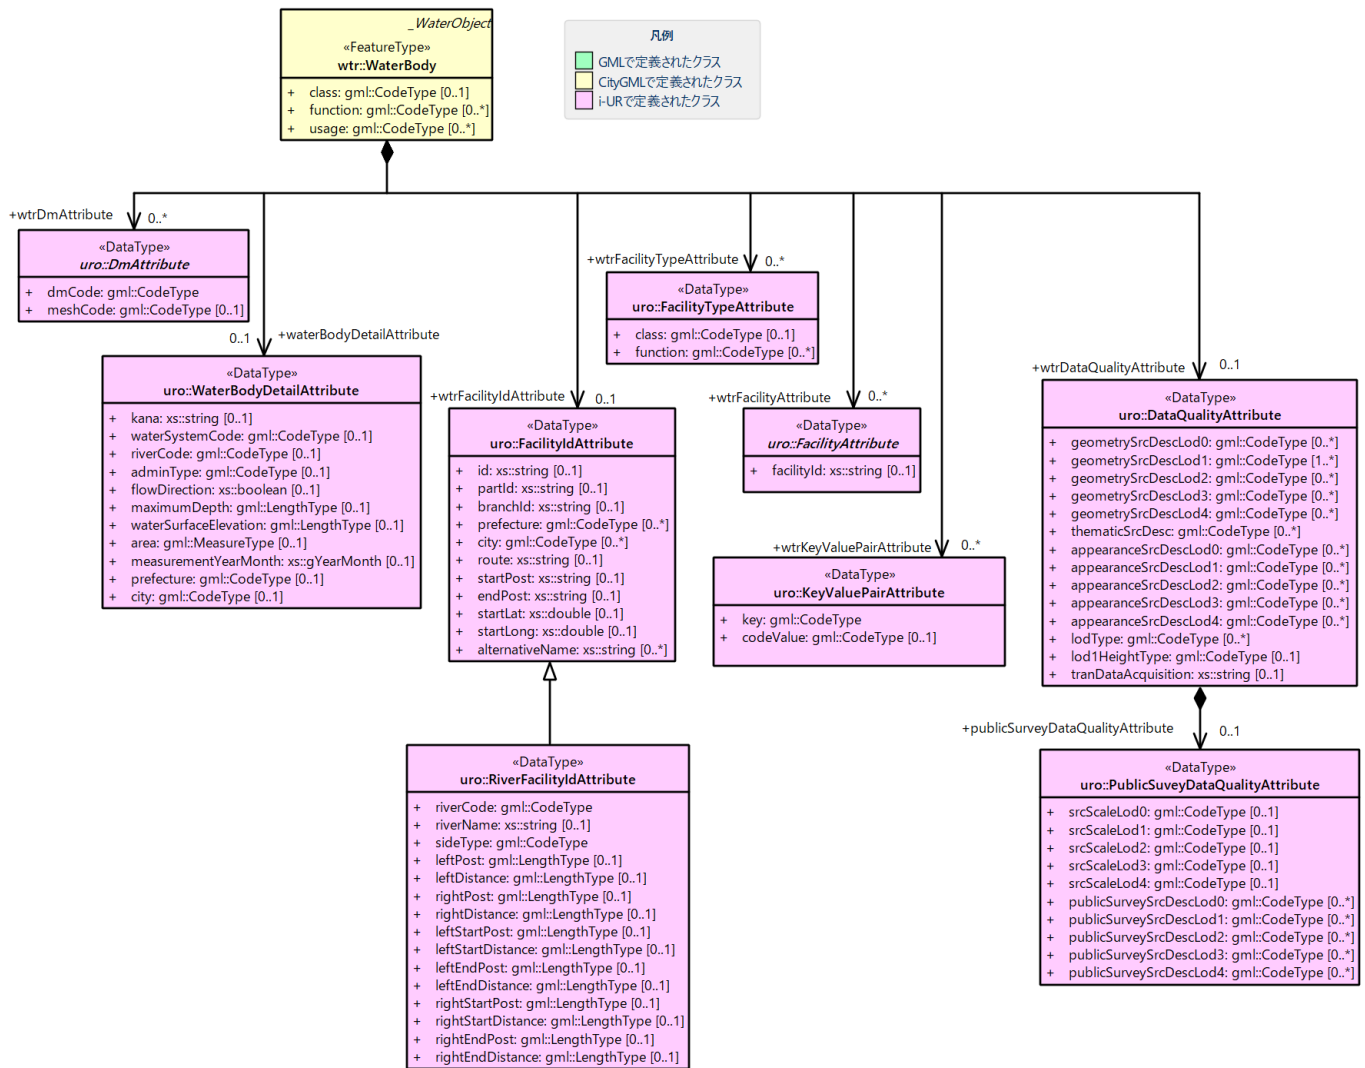 _WaterObject
«FeatureType»
wtr::WaterBody
+ class: gml::CodeType [0..1]
+ function: gml::CodeType [0..*]
+ usage: gml::CodeType [0..*]
凡例
GMLで定義されたクラス
CityGMLで定義されたクラス
i-URで定義されたクラス
+wtrDmAttribute 0..*
«DataType»
uro::DmAttribute
+ dmCode: gml::CodeType
+ meshCode: gml::CodeType [0..1]
0..1 +waterBodyDetailAttribute
«DataType»
uro::WaterBodyDetailAttribute
+ kana: xs::string [0..1]
+ waterSystemCode: gml::CodeType [0..1]
+ riverCode: gml::CodeType [0..1]
+ adminType: gml::CodeType [0..1]
+ flowDirection: xs::boolean [0..1]
+ maximumDepth: gml::LengthType [0..1]
+ waterSurfaceElevation: gml::LengthType [0..1]
+ area: gml::MeasureType [0..1]
+ measurementYearMonth: xs::gYearMonth [0..1]
+ prefecture: gml::CodeType [0..1]
+ city: gml::CodeType [0..1]
+wtrFacilityIdAttribute 0..1
«DataType»
uro::FacilityIdAttribute
+ id: xs::string [0..1]
+ partId: xs::string [0..1]
+ branchId: xs::string [0..1]
+ prefecture: gml::CodeType [0..*]
+ city: gml::CodeType [0..*]
+ route: xs::string [0..1]
+ startPost: xs::string [0..1]
+ endPost: xs::string [0..1]
+ startLat: xs::double [0..1]
+ startLong: xs::double [0..1]
+ alternativeName: xs::string [0..*]
«DataType»
uro::RiverFacilityIdAttribute
+ riverCode: gml::CodeType
+ riverName: xs::string [0..1]
+ sideType: gml::CodeType
+ leftPost: gml::LengthType [0..1]
+ leftDistance: gml::LengthType [0..1]
+ rightPost: gml::LengthType [0..1]
+ rightDistance: gml::LengthType [0..1]
+ leftStartPost: gml::LengthType [0..1]
+ leftStartDistance: gml::LengthType [0..1]
+ leftEndPost: gml::LengthType [0..1]
+ leftEndDistance: gml::LengthType [0..1]
+ rightStartPost: gml::LengthType [0..1]
+ rightStartDistance: gml::LengthType [0..1]
+ rightEndPost: gml::LengthType [0..1]
+ rightEndDistance: gml::LengthType [0..1]
+wtrFacilityTypeAttribute 0..*
«DataType»
uro::FacilityTypeAttribute
+ class: gml::CodeType [0..1]
+ function: gml::CodeType [0..*]
+wtrFacilityAttribute 0..*
«DataType»
uro::FacilityAttribute
+ facilityId: xs::string [0..1]
+wtrKeyValuePairAttribute 0..*
«DataType»
uro::KeyValuePairAttribute
+ key: gml::CodeType
+ codeValue: gml::CodeType [0..1]
+wtrDataQualityAttribute 0..1
«DataType»
uro::DataQualityAttribute
+ geometrySrcDescLod0: gml::CodeType [0..*]
+ geometrySrcDescLod1: gml::CodeType [1..*]
+ geometrySrcDescLod2: gml::CodeType [0..*]
+ geometrySrcDescLod3: gml::CodeType [0..*]
+ geometrySrcDescLod4: gml::CodeType [0..*]
+ thematicSrcDesc: gml::CodeType [0..*]
+ appearanceSrcDescLod0: gml::CodeType [0..*]
+ appearanceSrcDescLod1: gml::CodeType [0..*]
+ appearanceSrcDescLod2: gml::CodeType [0..*]
+ appearanceSrcDescLod3: gml::CodeType [0..*]
+ appearanceSrcDescLod4: gml::CodeType [0..*]
+ lodType: gml::CodeType [0..*]
+ lod1HeightType: gml::CodeType [0..1]
+ tranDataAcquisition: xs::string [0..1]
+publicSurveyDataQualityAttribute 0..1
«DataType»
uro::PublicSuveyDataQualityAttribute
+ srcScaleLod0: gml::CodeType [0..1]
+ srcScaleLod1: gml::CodeType [0..1]
+ srcScaleLod2: gml::CodeType [0..1]
+ srcScaleLod3: gml::CodeType [0..1]
+ srcScaleLod4: gml::CodeType [0..1]
+ publicSurveySrcDescLod0: gml::CodeType [0..*]
+ publicSurveySrcDescLod1: gml::CodeType [0..*]
+ publicSurveySrcDescLod2: gml::CodeType [0..*]
+ publicSurveySrcDescLod3: gml::CodeType [0..*]
+ publicSurveySrcDescLod4: gml::CodeType [0..*]